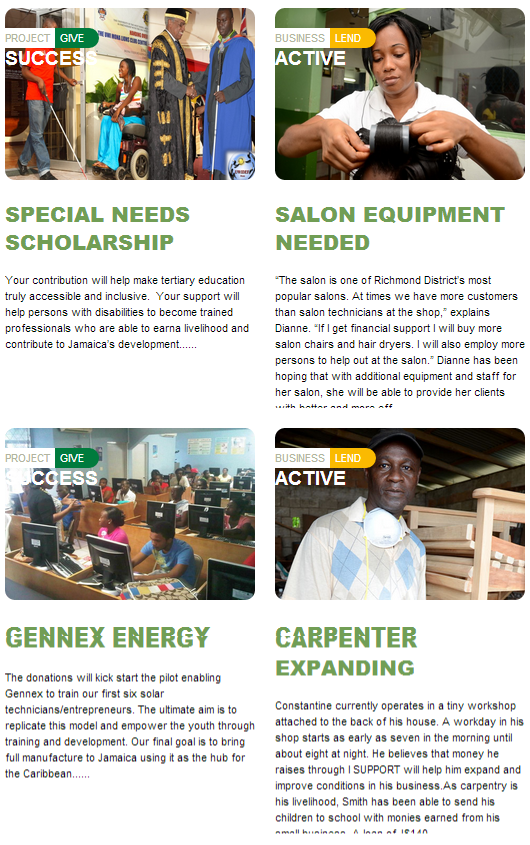 PROJECT GIVE
SUCCESS
SPECIAL NEEDS
SCHOLARSHIP
Your contribution will help make tertiary education
truly accessible and inclusive. Your support will
help persons with disabilities to become trained
professionals who are able to earna livelihood and
contribute to Jamaica's development......
BUSINESS LEND
ACTIVE
SALON EQUIPMENT
NEEDED
“The salon is one of Richmond District's most
popular salons. At times we have more customers
than salon technicians at the shop,” explains
Dianne. “If I get financial support I will buy more
salon chairs and hair dryers. I will also employ more
persons to help out at the salon.” Dianne has been
hoping that with additional equipment and staff for
her salon, she will be able to provide her clients
with better and more eff
PROJECT GIVE
SUCCESS
GENNEX ENERGY
The donations will kick start the pilot enabling
Gennex to train our first six solar
technicians/entrepreneurs. The ultimate aim is to
replicate this model and empower the youth through
training and development. Our final goal is to bring
full manufacture to Jamaica using it as the hub for
the Caribbean......
BUSINESS LEND
ACTIVE
CARPENTER
EXPANDING
Constantine currently operates in a tiny workshop
attached to the back of his house. A workday in his
shop starts as early as seven in the morning until
about eight at night. He believes that money he
raises through I SUPPORT will help him expand and
improve conditions in his business.As carpentry is
his livelihood, Smith has been able to send his
children to school with monies earned from his
small business. A loan of J$140